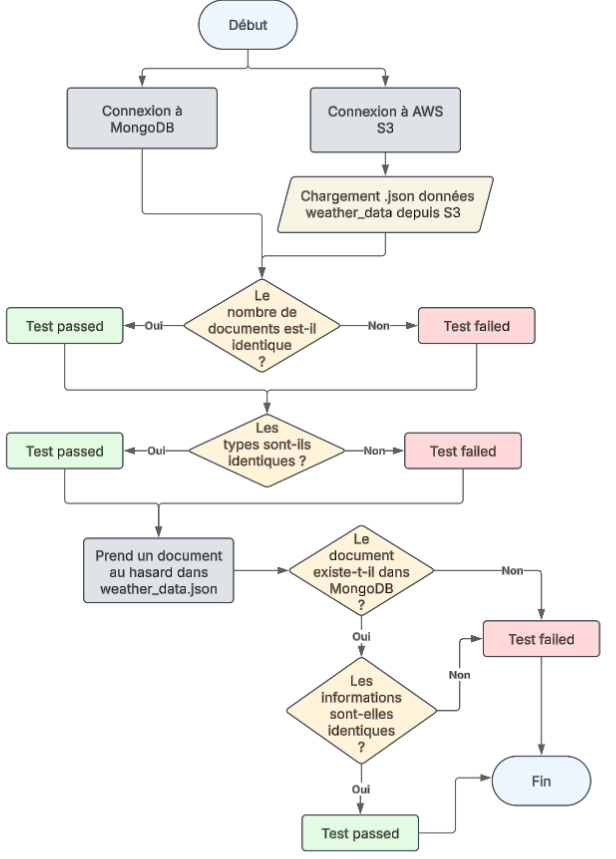 Début
Connexion à
MongoDB
Connexion à AWS
S3
Chargement .json données
weather_data depuis S3
Le
nombre de
documents est-il
identique
?
Oui
Non
Test passed
Test failed
Les
types sont-ils
identiques ?
Oui
Non
Test passed
Test failed
Prend un document
au hasard dans
weather_data.json
Le
document
existe-t-il dans
MongoDB
?
Non
Oui
Test failed
Les
informations
sont-elles
identiques
?
Non
Oui
Test passed
Fin